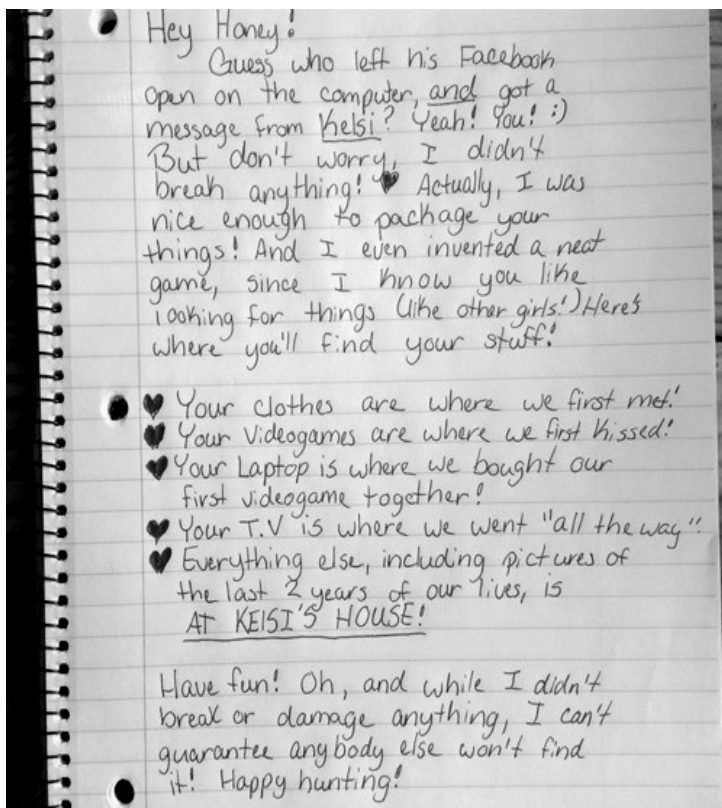 Hey Honey!
Guess who left his Facebook
open on the computer, and got a
message from Kelsi? Yeah! You! :)
But don't worry, I didn't
break anything! ♥ Actually, I was
nice enough to package your
things! And I even invented a neat
game, since I know you like
looking for things (like other girls!) Here's
where you'll find your stuff!
♥ Your clothes are where we first met!
♥ Your Videogames are where we first kissed!
♥ Your Laptop is where we bought our
first videogame together!
♥ Your T.V is where we went "all the way"!
♥ Everything else, including pictures of
the last 2 years of our lives, is
AT KElSI'S HOUSE!
Have fun! Oh, and while I didn't
break or damage anything, I can't
guarantee anybody else won't find
it! Happy hunting!